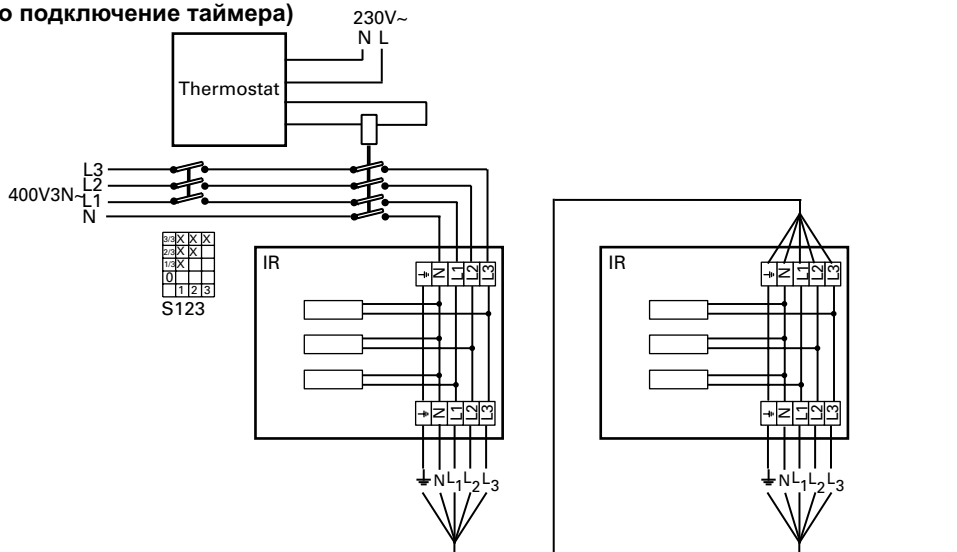 о подключение таймера)
230V~
N L
Thermostat
L3
L2
400V3N~
L1
N
3/3 X X X
2/3 X X
1/3 X
0
1 2 3
S123
IR
⏚ N L1 L2 L3
⏚ N L1 L2 L3
⏚ N L1 L2 L3
IR
⏚ N L1 L2 L3
⏚ N L1 L2 L3
⏚ N L1 L2 L3